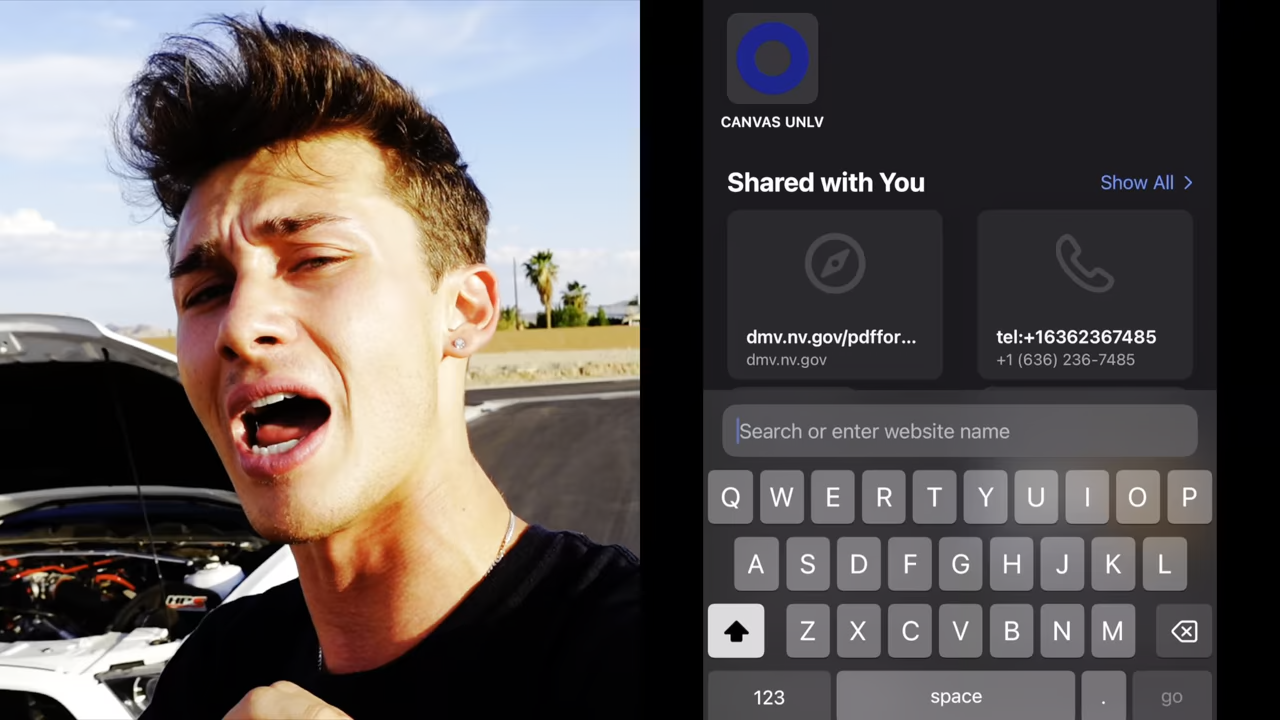 CANVAS UNLV
Shared with You
Show All
dmv.nv.gov/pdffor...
dmv.nv.gov
tel:+16362367485
+1 (636) 236-7485
Search or enter website name
Q W E R T Y U I O P
A S D F G H J K L
Z X C V B N M
123 space . go
HPS